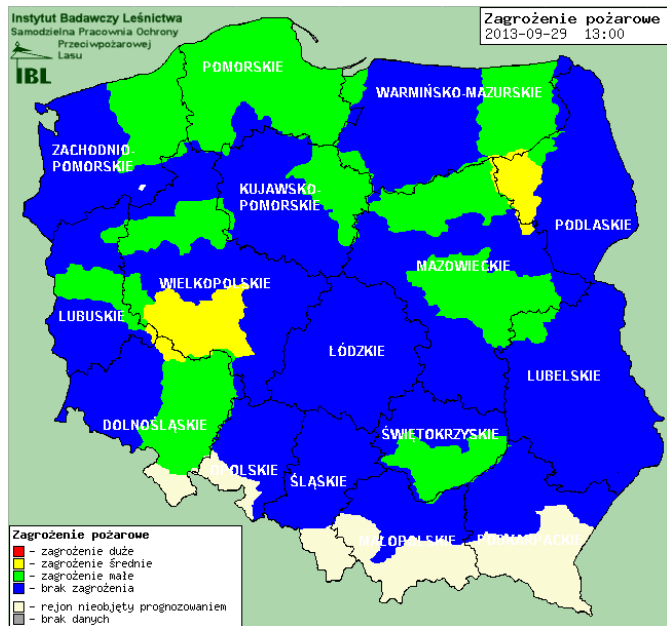 Instytut Badawczy Leśnictwa
Samodzielna Pracownia Ochrony
Przeciwpożarowej
Lasu
IBL
Zagrożenie pożarowe
2013-09-29 13:00
POMORSKIE
WARMIŃSKO-MAZURSKIE
ZACHODNIO-
POMORSKIE
KUJAWSKO-
POMORSKIE
PODLASKIE
MAZOWIECKIE
WIELKOPOLSKIE
LUBUSKIE
ŁÓDZKIE
LUBELSKIE
DOLNOŚLĄSKIE
ŚWIĘTOKRZYSKIE
OPOLSKIE
ŚLĄSKIE
MAŁOPOLSKIE
PODKARPACKIE
Zagrożenie pożarowe
- zagrożenie duże
- zagrożenie średnie
- zagrożenie małe
- brak zagrożenia
- rejon nieobjęty prognozowaniem
- brak danych